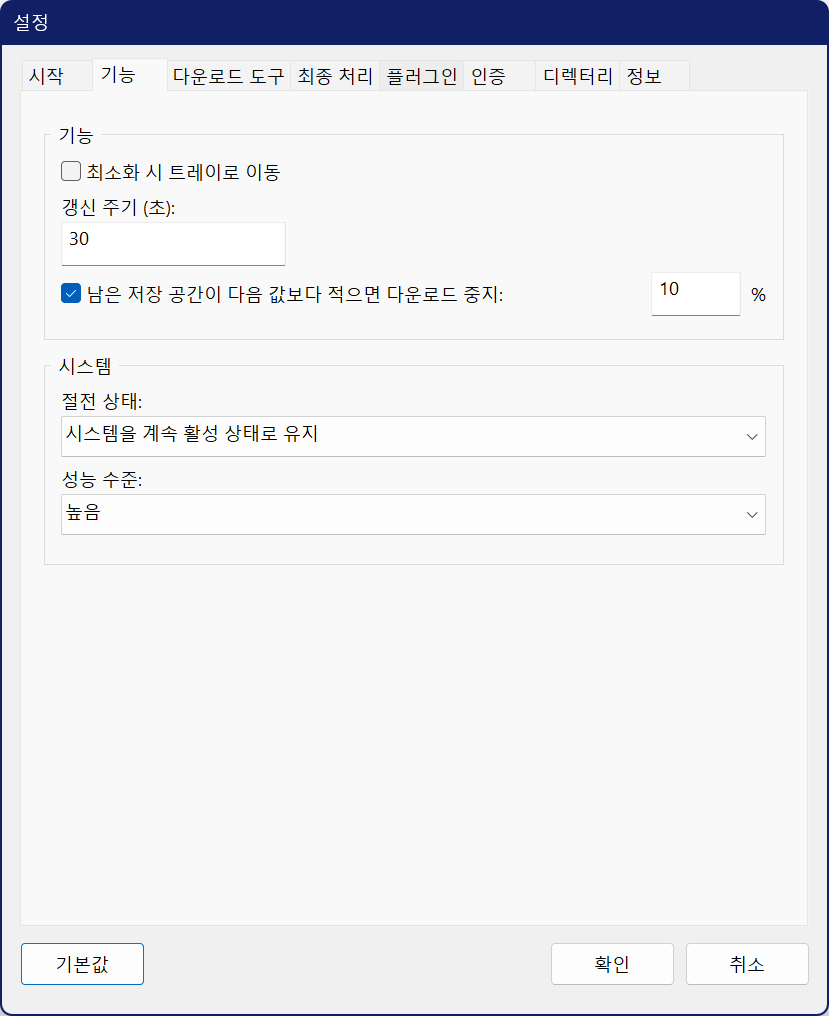 설정
시작 기능 다운로드 도구 최종 처리 플러그인 인증 디렉터리 정보
기능
최소화 시 트레이로 이동
갱신 주기 (초):
30
남은 저장 공간이 다음 값보다 적으면 다운로드 중지: 10 %
시스템
절전 상태:
시스템을 계속 활성 상태로 유지
성능 수준:
높음
기본값 확인 취소